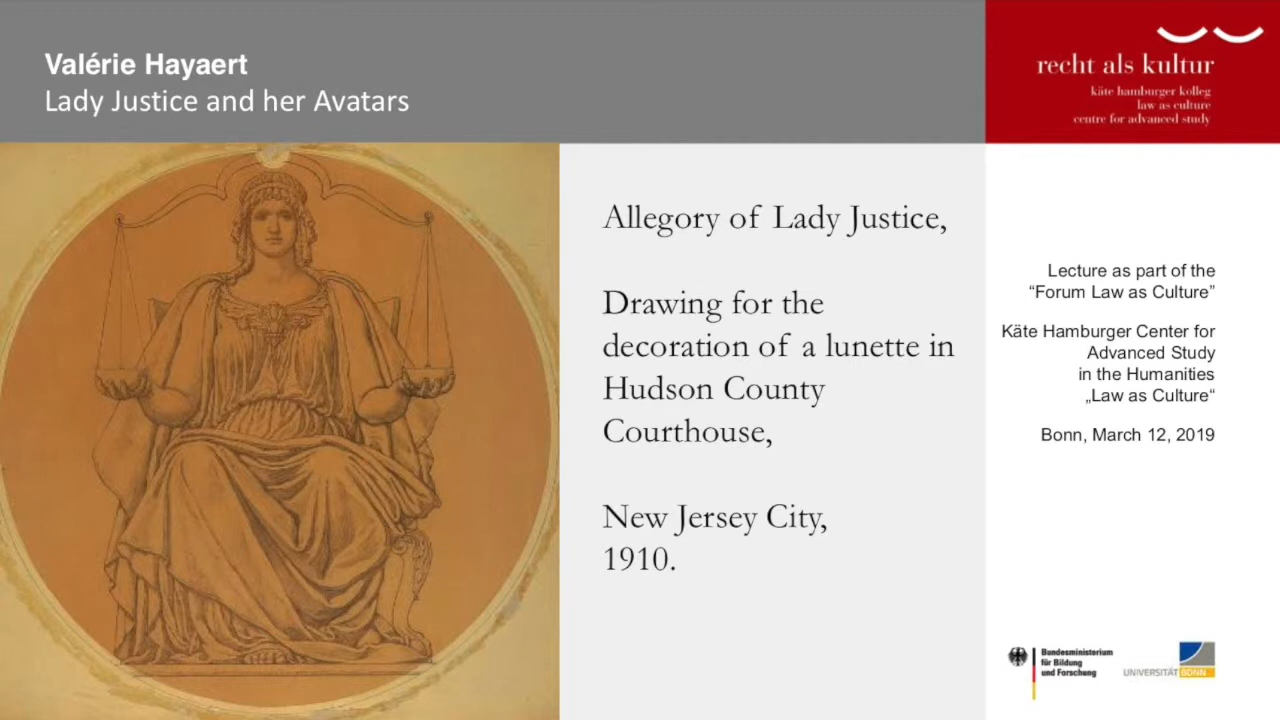 Valérie Hayaert
Lady Justice and her Avatars
recht als kultur
käte hamburger kolleg
law as culture
centre for advanced study
Allegory of Lady Justice,
Drawing for the
decoration of a lunette in
Hudson County
Courthouse,
New Jersey City,
1910.
Lecture as part of the
“Forum Law as Culture”
Käte Hamburger Center for
Advanced Study
in the Humanities
„Law as Culture“
Bonn, March 12, 2019
Bundesministerium
für Bildung
und Forschung
UNIVERSITÄT BONN